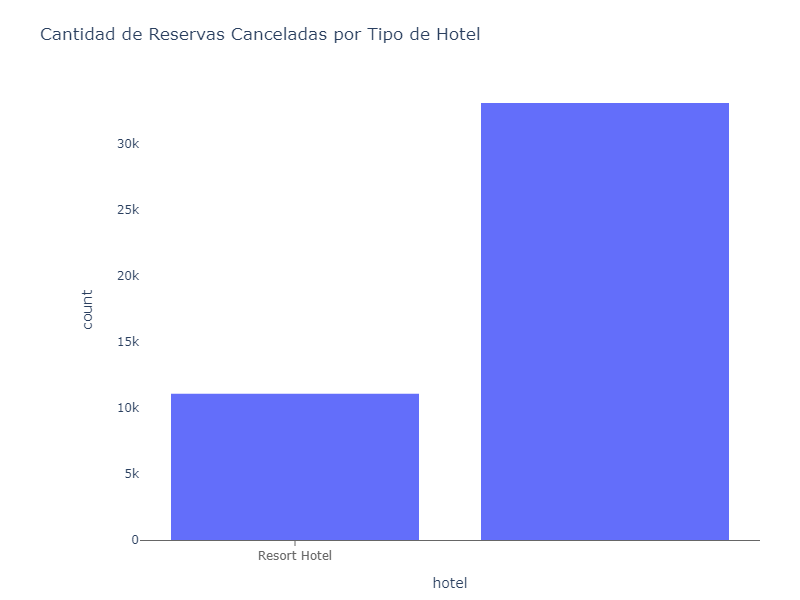 Cantidad de Reservas Canceladas por Tipo de Hotel
30k
25k
20k
15k
10k
5k
0
count
Resort Hotel
hotel